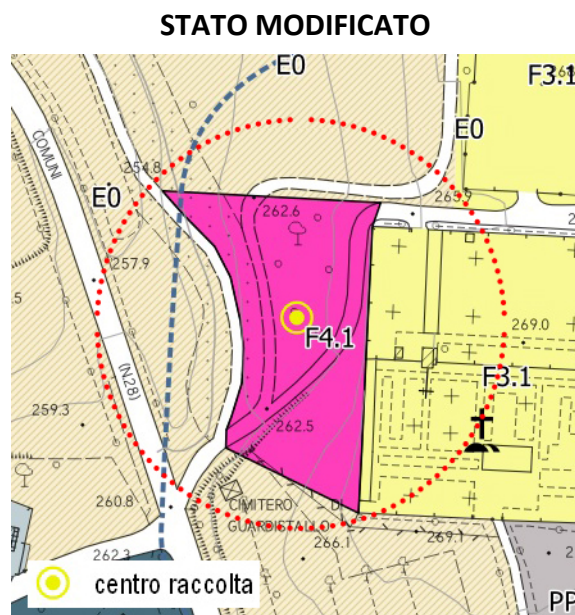 STATO MODIFICATO
E0
F3.1
COMUNI
E0
254.8
E0
262.6
265.9
257.9
269.0
F4.1
(N28)
F3.1
259.3
262.5
260.8
CIMITERO DI
GUARDISTALLO
266.1
269.1
262.3
centro raccolta
PP